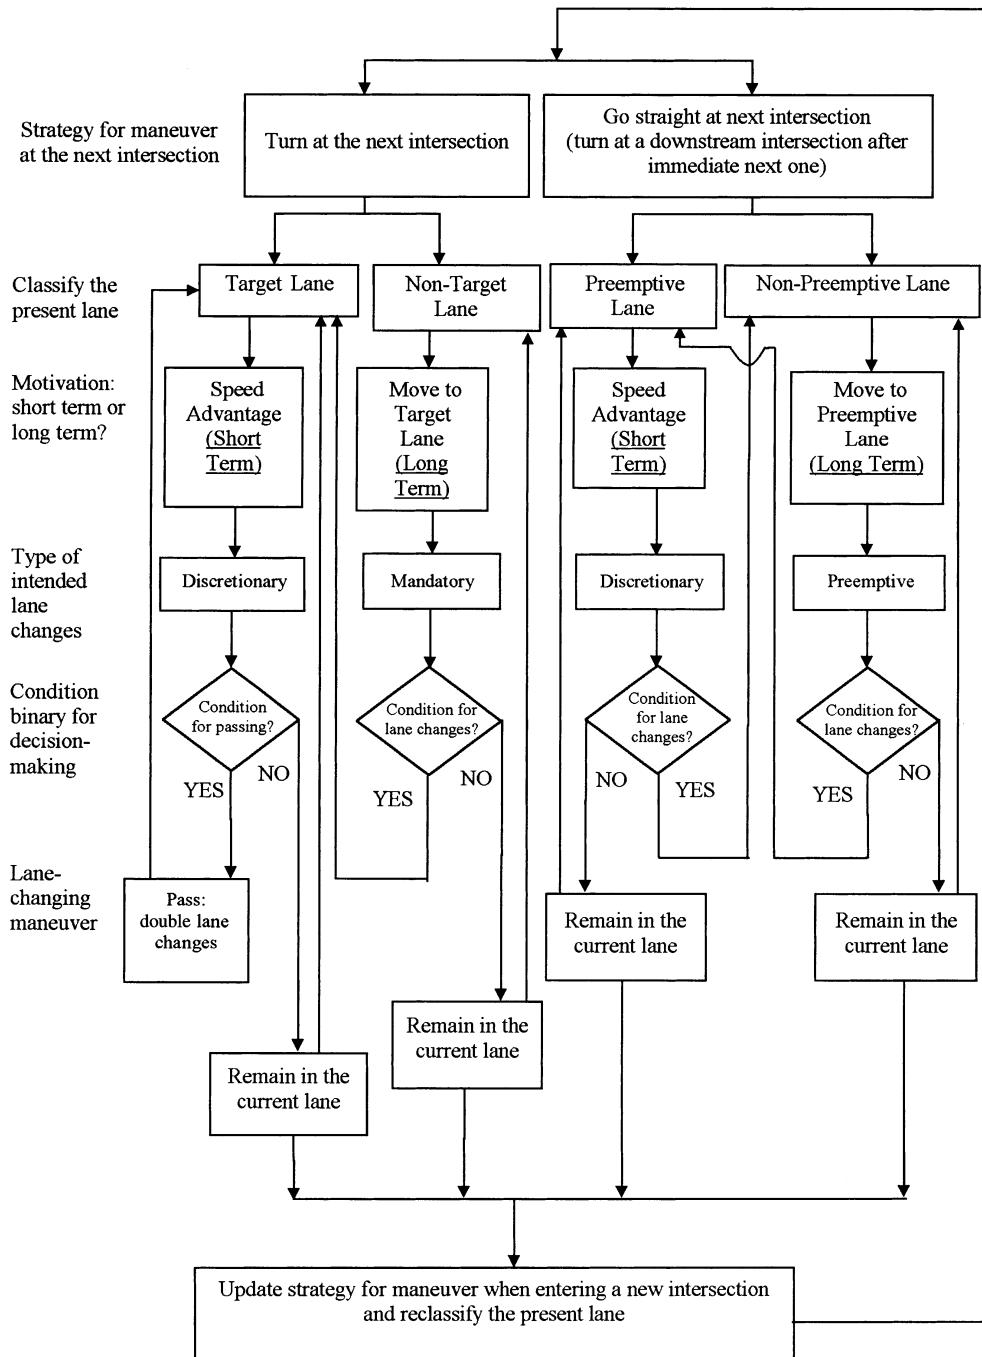 Strategy for maneuver
at the next intersection
Turn at the next intersection
Go straight at next intersection
(turn at a downstream intersection after
immediate next one)
Classify the
present lane
Target Lane
Non-Target
Lane
Preemptive
Lane
Non-Preemptive Lane
Motivation:
short term or
long term?
Speed
Advantage
(Short
Term)
Move to
Target
Lane
(Long
Term)
Speed
Advantage
(Short
Term)
Move to
Preemptive
Lane
(Long Term)
Type of
intended
lane
changes
Discretionary
Mandatory
Discretionary
Preemptive
Condition
binary for
decision-
making
Condition
for passing?
Condition for
lane changes?
Condition
for lane
changes?
Condition for
lane changes?
YES
NO
YES
NO
NO
YES
YES
NO
Lane-
changing
maneuver
Pass:
double lane
changes
Remain in the
current lane
Remain in the
current lane
Remain in the
current lane
Remain in the
current lane
Update strategy for maneuver when entering a new intersection
and reclassify the present lane